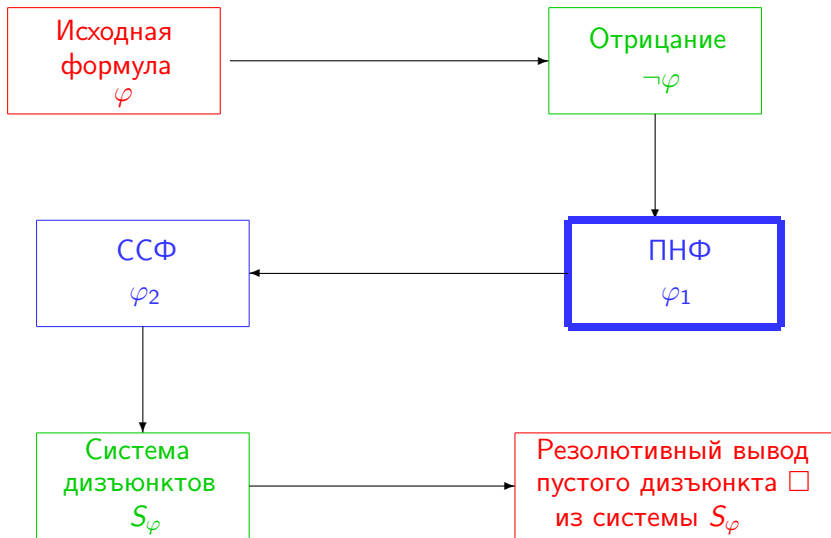 Исходная
формула
φ
Отрицание
¬φ
ССФ
φ₂
ПНФ
φ₁
Система
дизъюнктов
Sφ
Резолютивный вывод
пустого дизъюнкта □
из системы Sφ